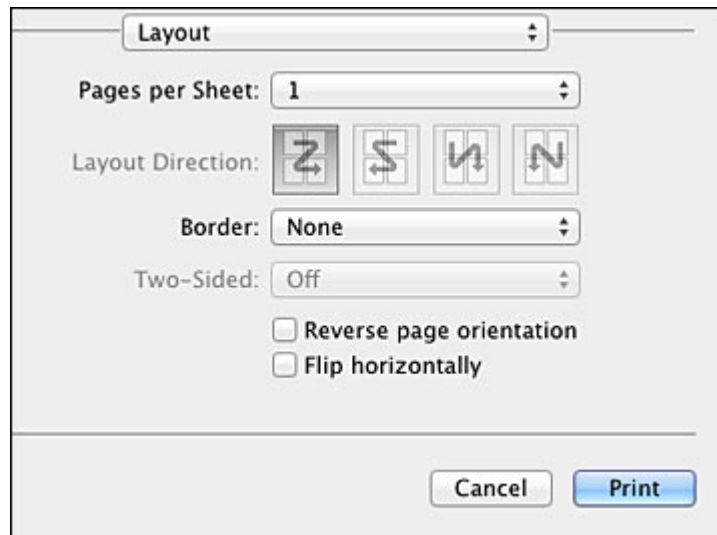 Layout
Pages per Sheet: 1
Layout Direction:
Border: None
Two-Sided: Off
Reverse page orientation
Flip horizontally
Cancel Print